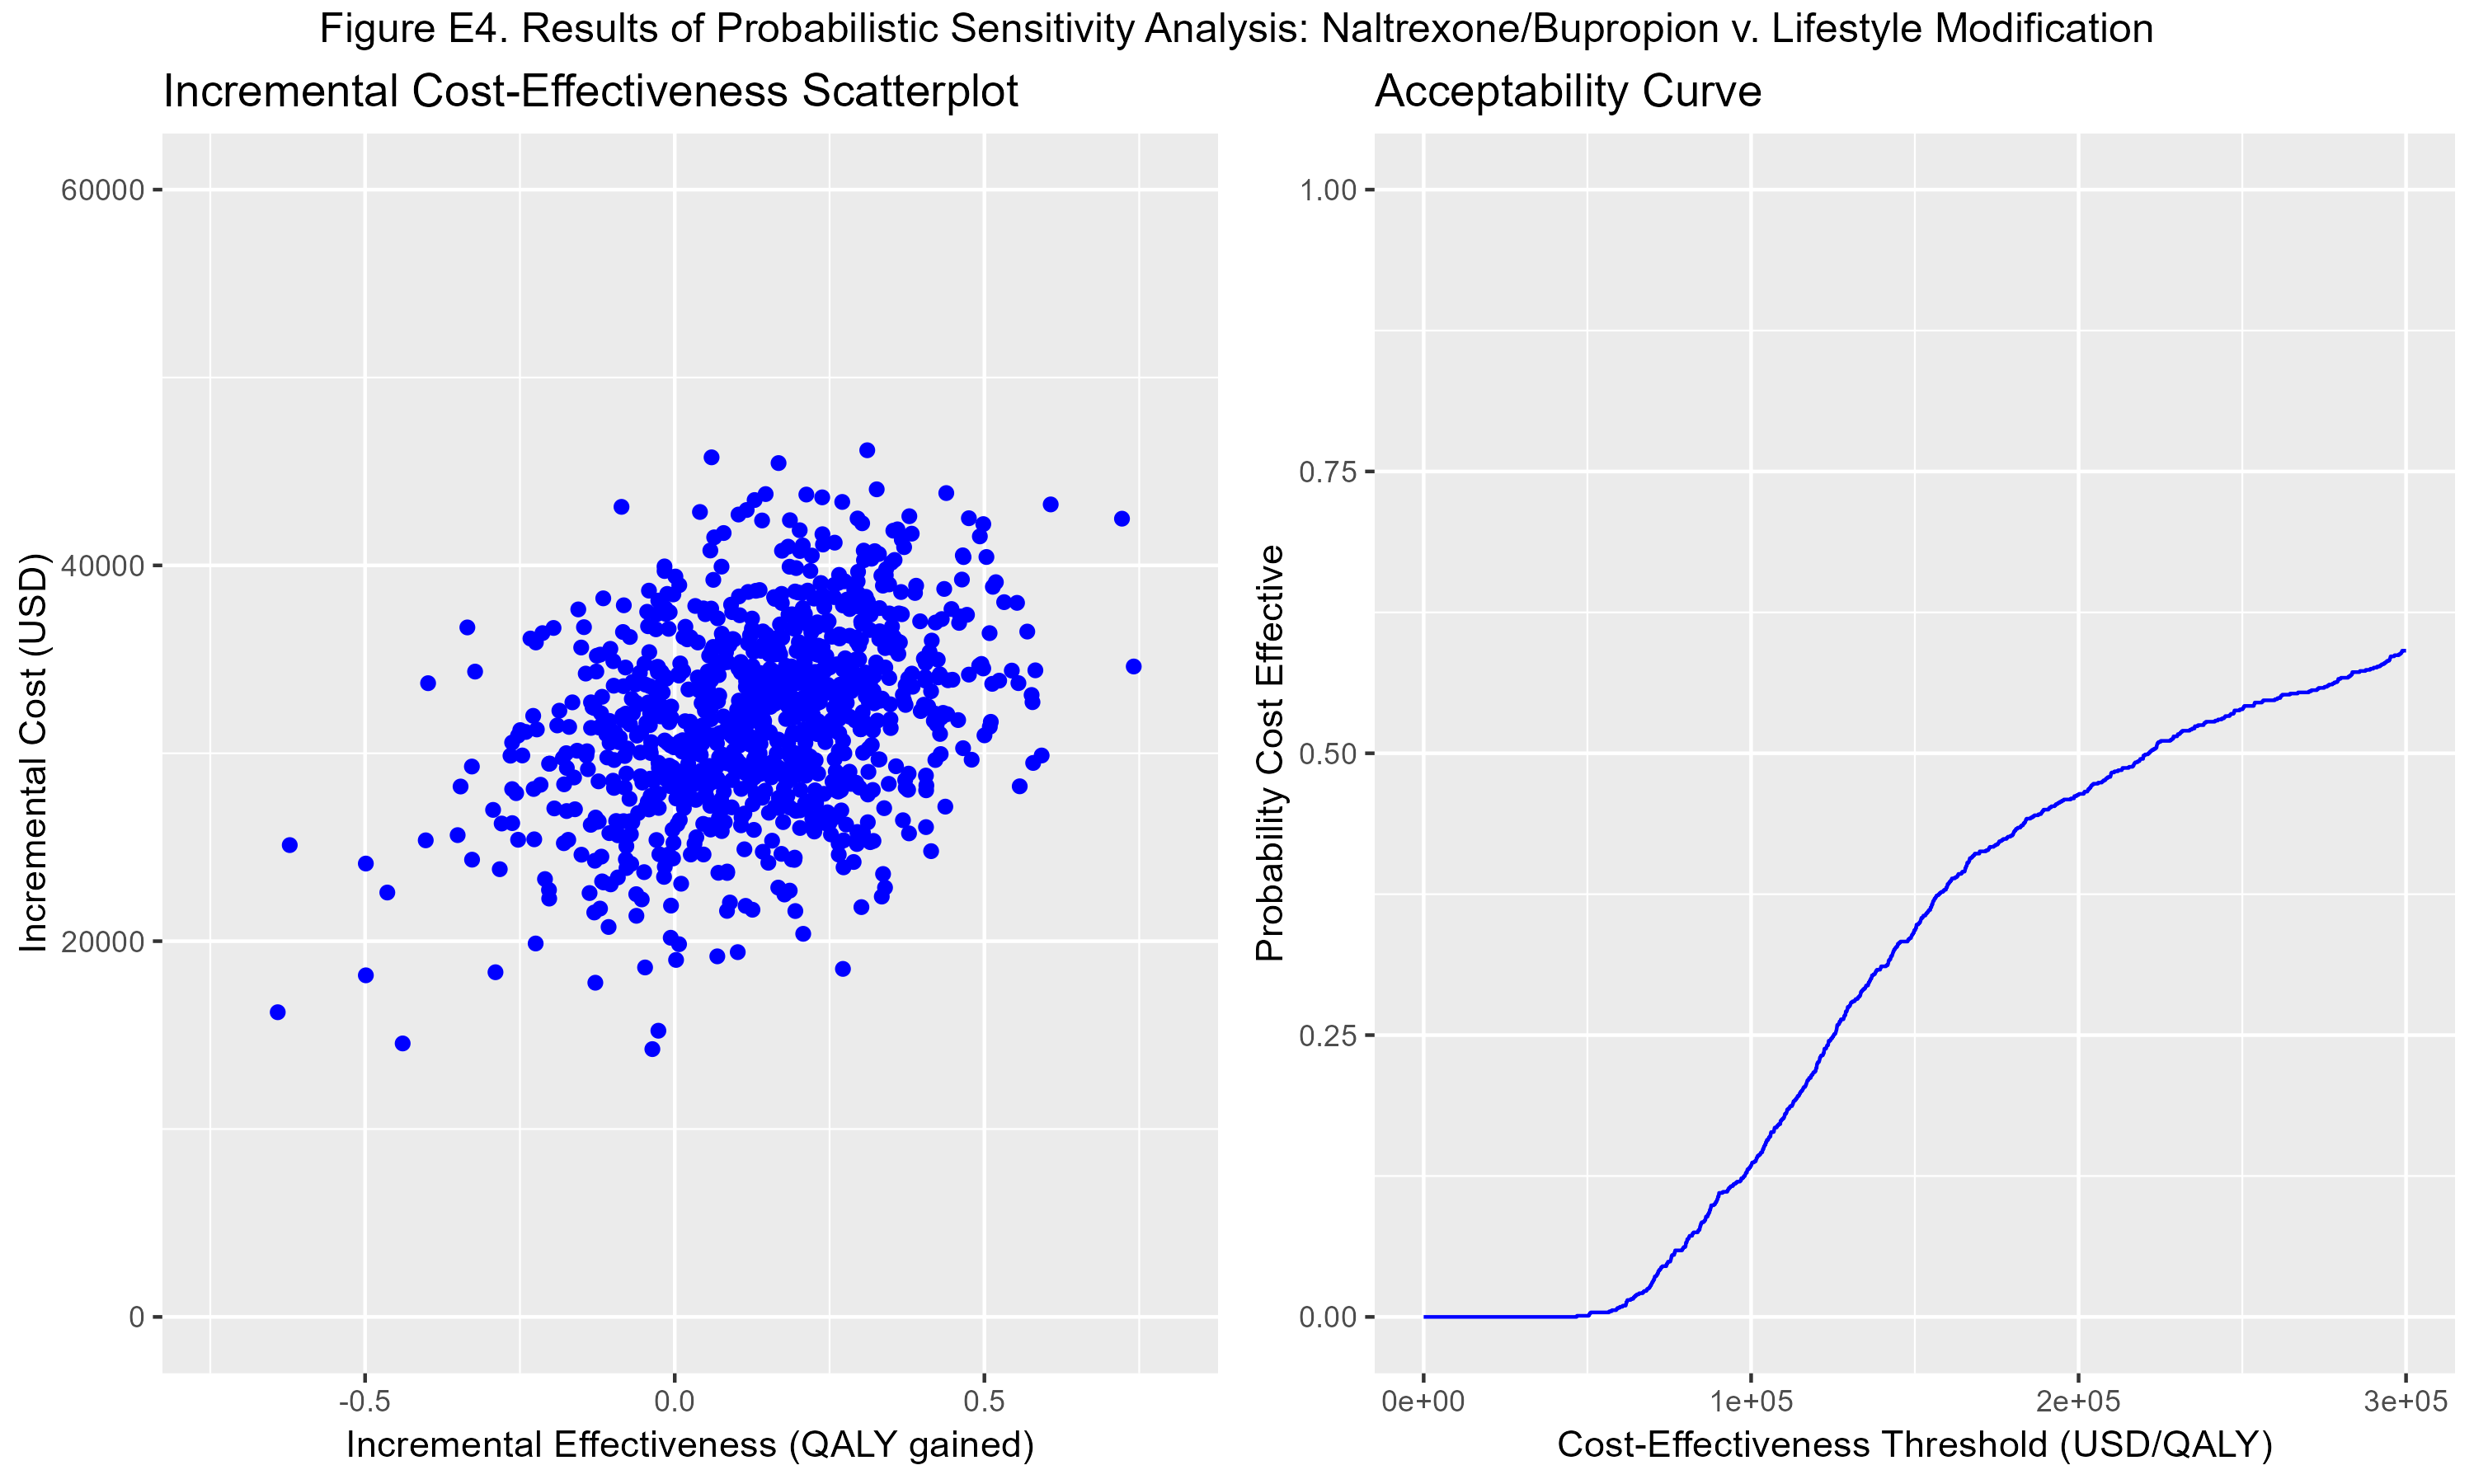 Figure E4. Results of Probabilistic Sensitivity Analysis: Naltrexone/Bupropion v. Lifestyle Modification
Incremental Cost-Effectiveness Scatterplot
60000
40000
20000
0
Incremental Cost (USD)
-0.5
0.0
0.5
Incremental Effectiveness (QALY gained)
Acceptability Curve
1.00
0.75
0.50
0.25
0.00
Probability Cost Effective
0e+00
1e+05
2e+05
3e+05
Cost-Effectiveness Threshold (USD/QALY)